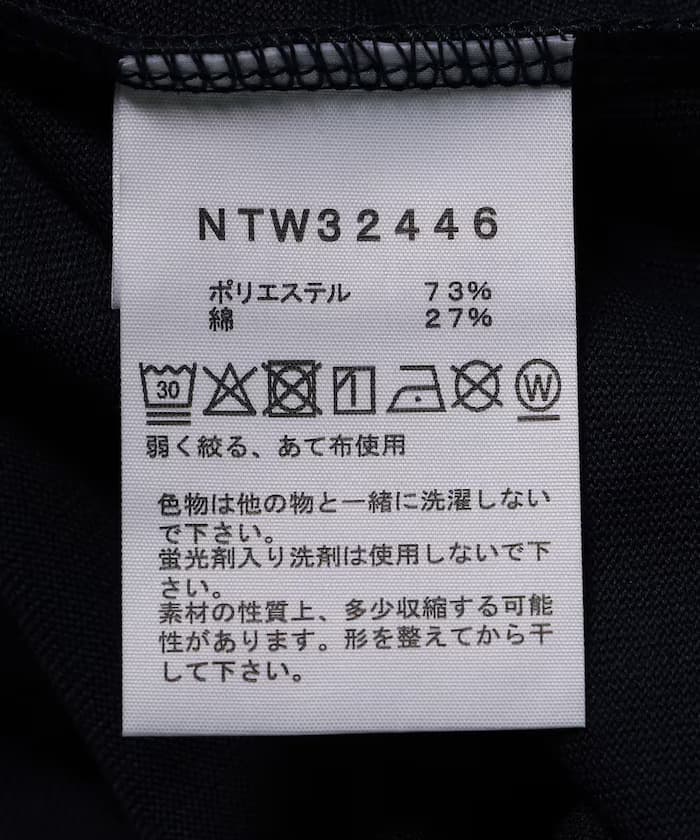 NTW32446
ポリエステル 73%
綿 27%
30
W
弱く絞る、あて布使用
色物は他の物と一緒に洗濯しない
で下さい。
蛍光剤入り洗剤は使用しないで下
さい。
素材の性質上、多少収縮する可能
性があります。形を整えてから干
して下さい。